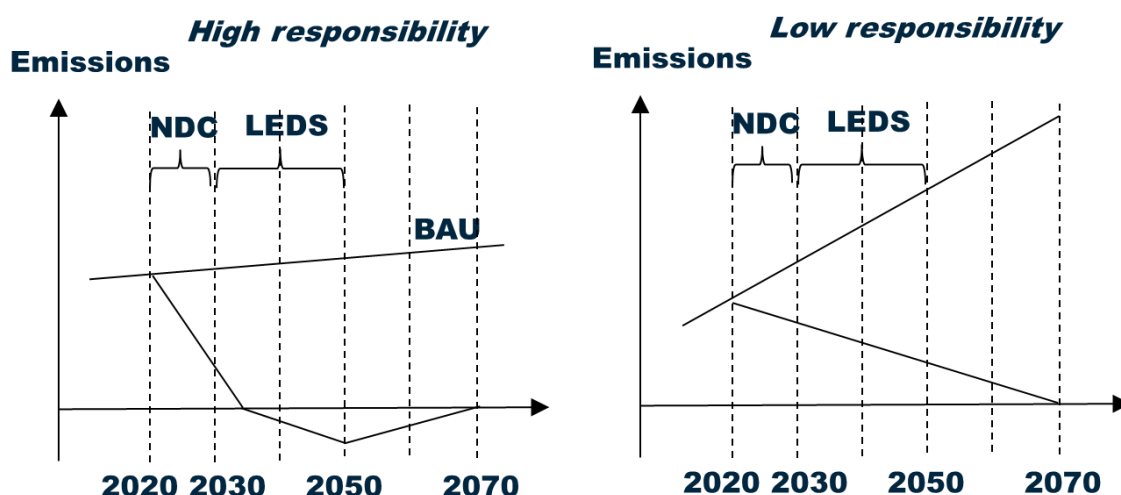 High responsibility
Emissions
NDC
LEDS
BAU
2020 2030 2050 2070
Low responsibility
Emissions
NDC
LEDS
2020 2030 2050 2070